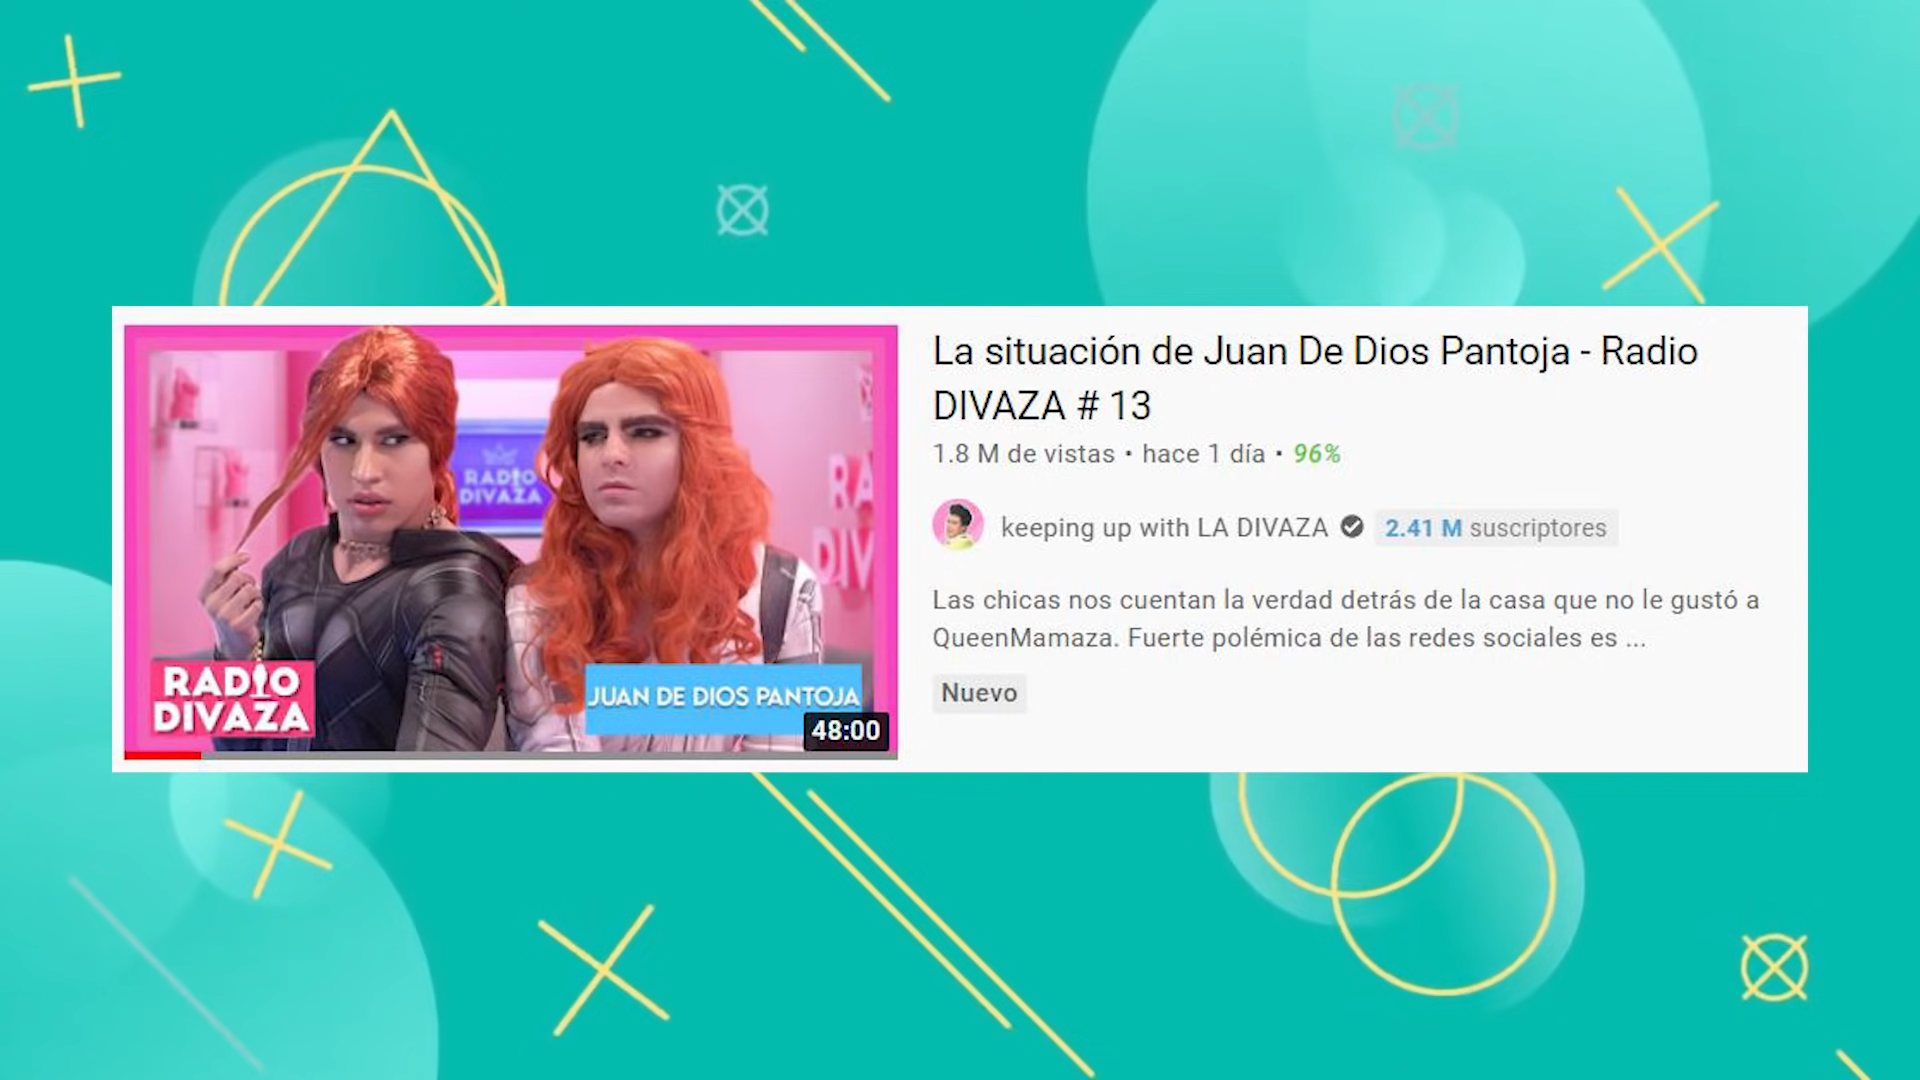 RADIO
DIVAZA
RA
DIV
RADIO
DIVAZA
JUAN DE DIOS PANTOJA
48:00
La situación de Juan De Dios Pantoja - Radio
DIVAZA # 13
1.8 M de vistas • hace 1 día • 96%
keeping up with LA DIVAZA 2.41 M suscriptores
Las chicas nos cuentan la verdad detrás de la casa que no le gustó a
QueenMamaza. Fuerte polémica de las redes sociales es ...
Nuevo